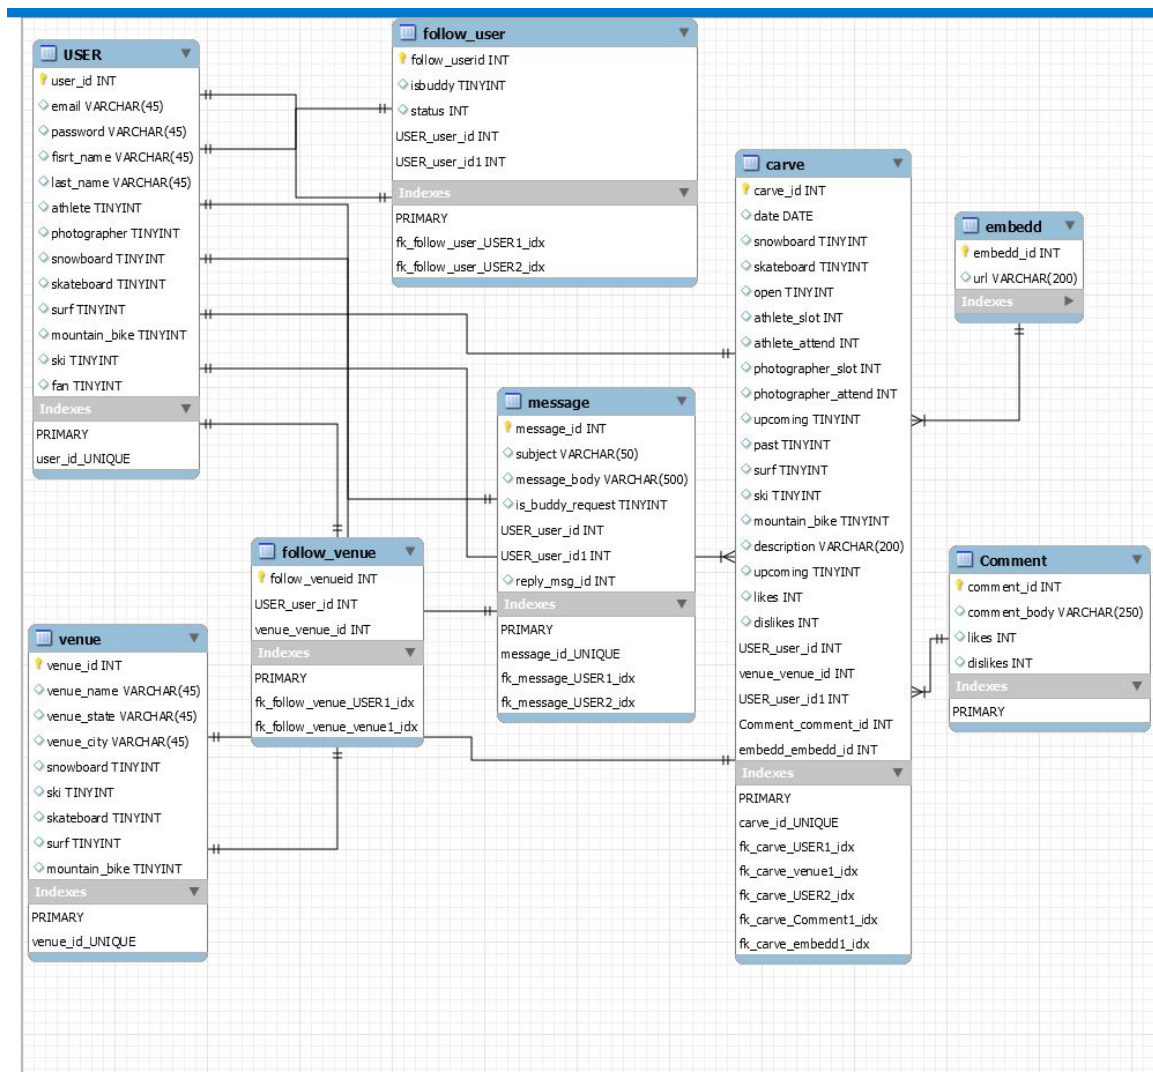 USER
user_id INT
email VARCHAR(45)
password VARCHAR(45)
fisrt_name VARCHAR(45)
last_name VARCHAR(45)
athlete TINYINT
photographer TINYINT
snowboard TINYINT
skateboard TINYINT
surf TINYINT
mountain_bike TINYINT
ski TINYINT
fan TINYINT
Indexes
PRIMARY
user_id_UNIQUE
follow_user
follow_userid INT
isbuddy TINYINT
status INT
USER_user_id INT
USER_user_id1 INT
Indexes
PRIMARY
fk_follow_user_USER1_idx
fk_follow_user_USER2_idx
carve
carve_id INT
date DATE
snowboard TINYINT
skateboard TINYINT
open TINYINT
athlete_slot INT
athlete_attend INT
photographer_slot INT
photographer_attend INT
upcoming TINYINT
past TINYINT
surf TINYINT
ski TINYINT
mountain_bike TINYINT
description VARCHAR(200)
upcoming TINYINT
likes INT
dislikes INT
USER_user_id INT
venue_venue_id INT
USER_user_id1 INT
Comment_comment_id INT
embedd_embedd_id INT
Indexes
PRIMARY
carve_id_UNIQUE
fk_carve_USER1_idx
fk_carve_venue1_idx
fk_carve_USER2_idx
fk_carve_Comment1_idx
fk_carve_embedd1_idx
embedd
embedd_id INT
url VARCHAR(200)
Indexes
message
message_id INT
subject VARCHAR(50)
message_body VARCHAR(500)
is_buddy_request TINYINT
USER_user_id INT
USER_user_id1 INT
reply_msg_id INT
Indexes
PRIMARY
message_id_UNIQUE
fk_message_USER1_idx
fk_message_USER2_idx
follow_venue
follow_venueid INT
USER_user_id INT
venue_venue_id INT
Indexes
PRIMARY
fk_follow_venue_USER1_idx
fk_follow_venue_venue1_idx
Comment
comment_id INT
comment_body VARCHAR(250)
likes INT
dislikes INT
Indexes
PRIMARY
venue
venue_id INT
venue_name VARCHAR(45)
venue_state VARCHAR(45)
venue_city VARCHAR(45)
snowboard TINYINT
ski TINYINT
skateboard TINYINT
surf TINYINT
mountain_bike TINYINT
Indexes
PRIMARY
venue_id_UNIQUE